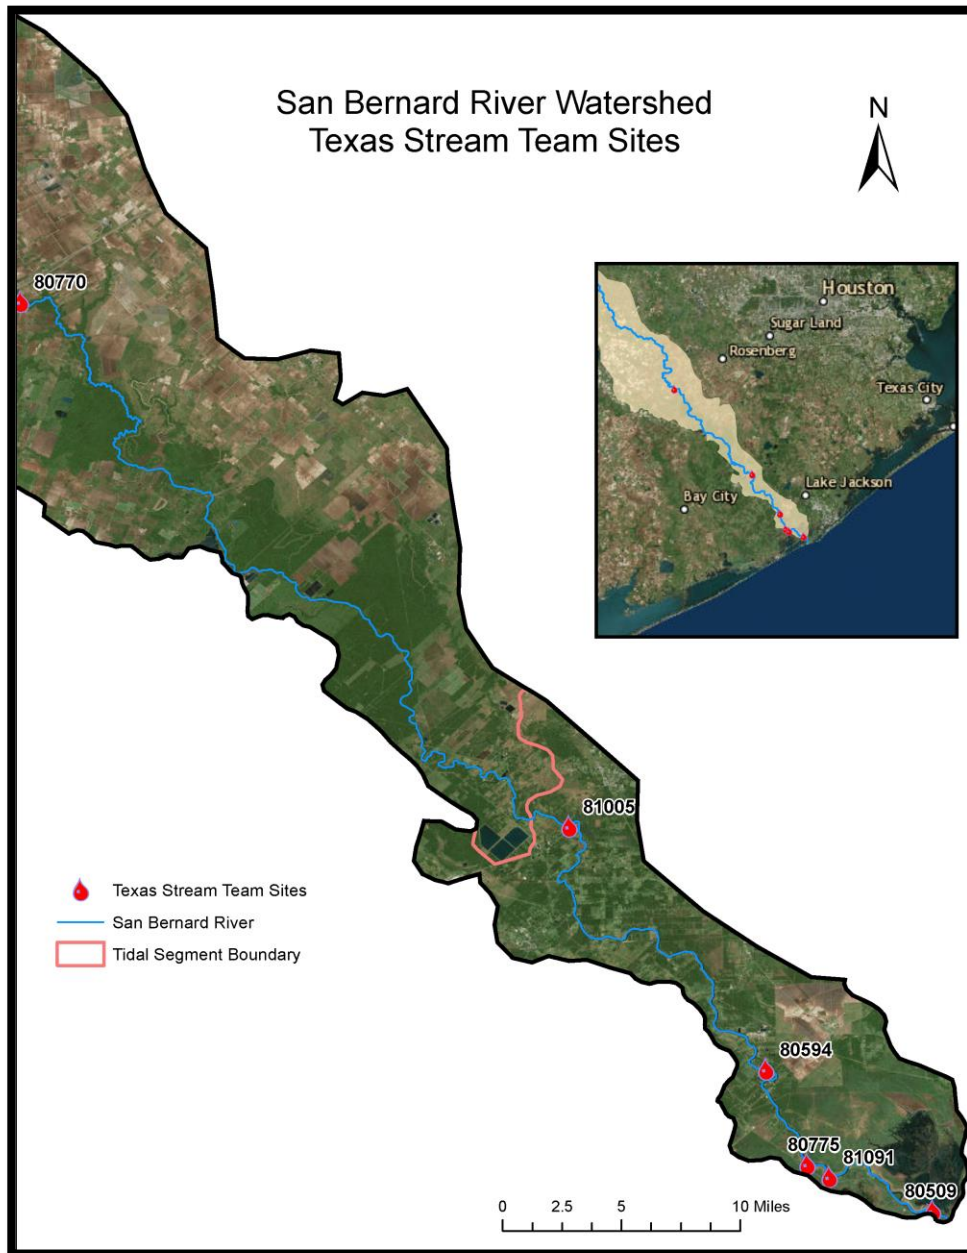 San Bernard River Watershed
Texas Stream Team Sites
N
80770
Houston
Sugar Land
Rosenberg
Texas City
Lake Jackson
Bay City
81005
Texas Stream Team Sites
San Bernard River
Tidal Segment Boundary
80594
80775
81091
80509
0 2.5 5 10 Miles